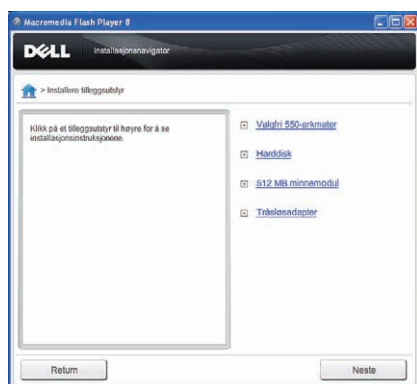 Macromedia Flash Player 8
DELL Installasjonsnavigator
> Installere tilleggsutstyr
Klikk på et tilleggsutstyr til høyre for å se
installasjonsinstruksjonene.
Valgfri 550-arkmater
Harddisk
512 MB minnemodul
Trådløsadapter
Return
Neste